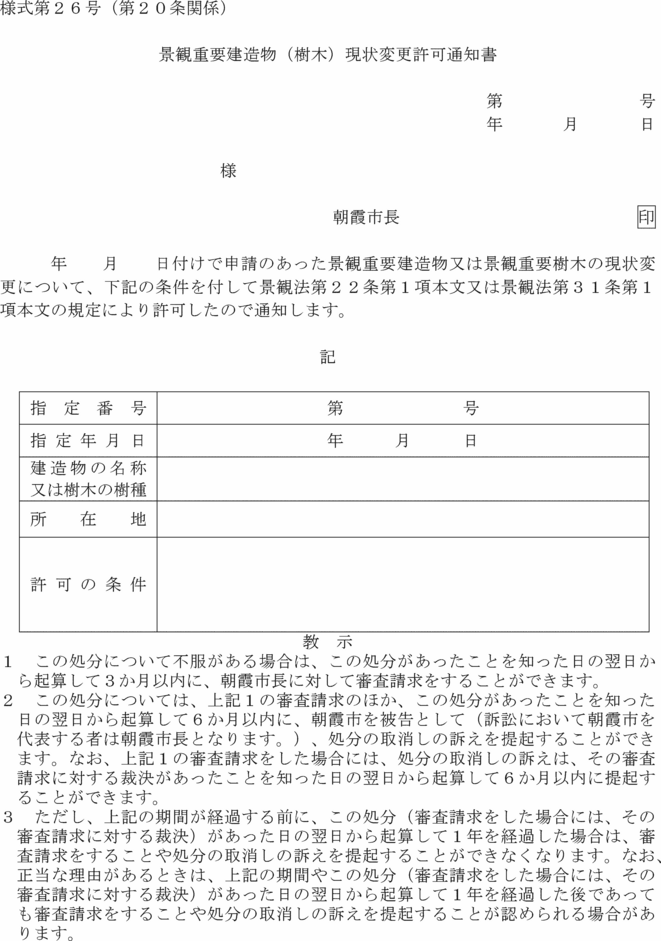 様式第２６号（第２０条関係）
景観重要建造物（樹木）現状変更許可通知書
第　　　　　　　　号
年　　　　月　　　　日
様
朝霞市長　　　　　　　　　　　　　　印
年　　月　　日付けで申請のあった景観重要建造物又は景観重要樹木の現状変
更について、下記の条件を付して景観法第２２条第１項本文又は景観法第３１条第１
項本文の規定により許可したので通知します。
記
指定番号　　第　　　　　　　号
指定年月日　　年　　　月　　　日
建造物の名称
又は樹木の樹種
所在地
許可の条件
教　示
１　この処分について不服がある場合は、この処分があったことを知った日の翌日か
ら起算して３か月以内に、朝霞市長に対して審査請求をすることができます。
２　この処分については、上記１の審査請求のほか、この処分があったことを知った
日の翌日から起算して６か月以内に、朝霞市を被告として（訴訟において朝霞市を
代表する者は朝霞市長となります。）、処分の取消しの訴えを提起することができ
ます。なお、上記１の審査請求をした場合には、処分の取消しの訴えは、その審査
請求に対する裁決があったことを知った日の翌日から起算して６か月以内に提起す
ることができます。
３　ただし、上記の期間が経過する前に、この処分（審査請求をした場合には、その
審査請求に対する裁決）があった日の翌日から起算して１年を経過した場合は、審
査請求をすることや処分の取消しの訴えを提起することができなくなります。なお、
正当な理由があるときは、上記の期間やこの処分（審査請求をした場合には、その
審査請求に対する裁決）があった日の翌日から起算して１年を経過した後であって
も審査請求をすることや処分の取消しの訴えを提起することが認められる場合があ
ります。